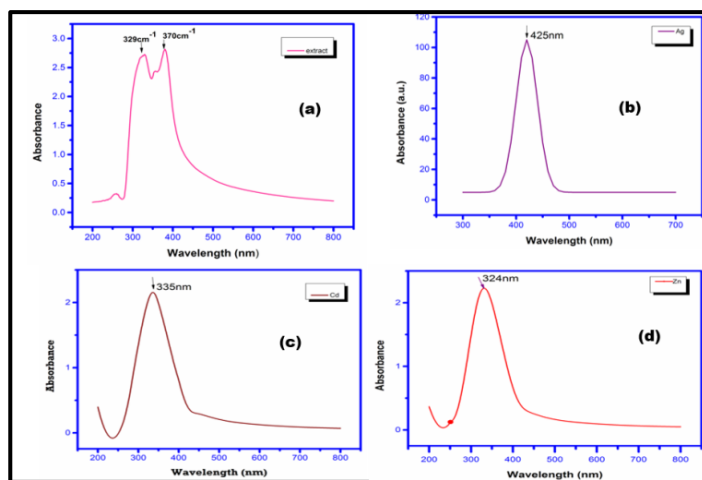 329cm-1 370cm-1
extract
(a)
Absorbance
3.0
2.5
2.0
1.5
1.0
0.5
0.0
200 300 400 500 600 700 800
Wavelength (nm)
425nm
Ag
(b)
Absorbance (a.u.)
120
100
80
60
40
20
0
300 400 500 600 700
Wavelength (nm)
335nm
Cd
(c)
Absorbance
2
1
0
200 300 400 500 600 700 800
Wavelength (nm)
324nm
Zn
(d)
Absorbance
2
1
0
200 300 400 500 600 700 800
Wavelength (nm)